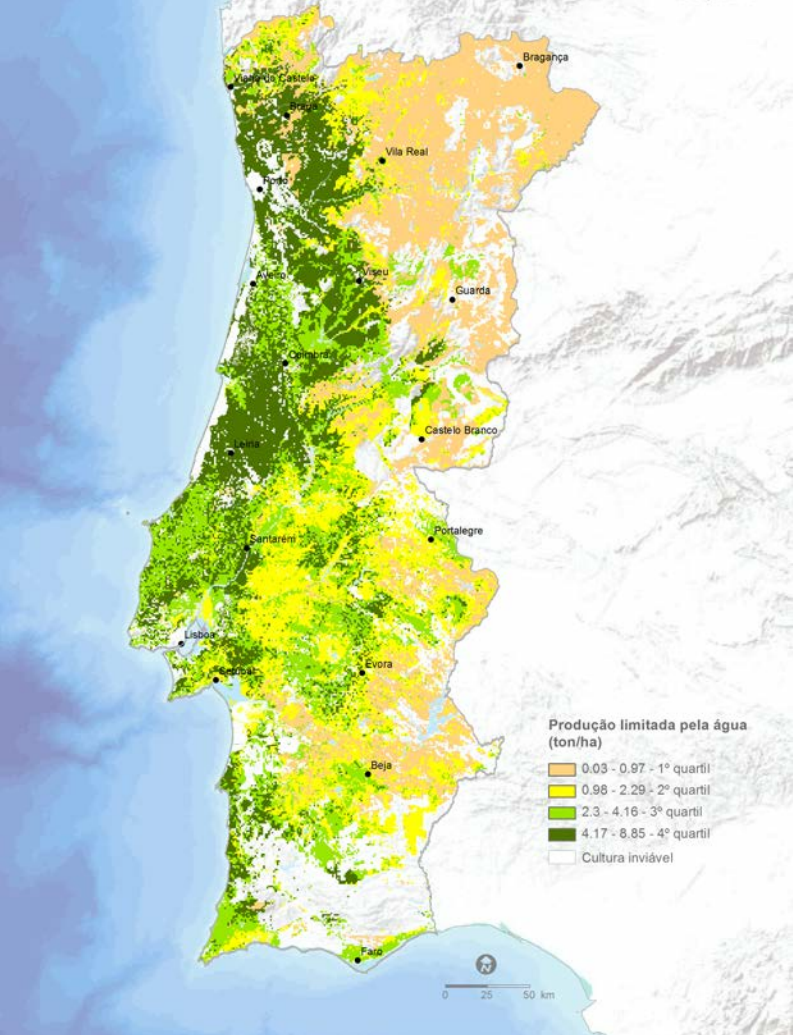 Bragança
Viana do Castelo
Braga
Vila Real
Porto
Aveiro
Viseu
Guarda
Coimbra
Castelo Branco
Leiria
Portalegre
Santarém
Lisboa
Setúbal
Évora
Produção limitada pela água
(ton/ha)
0.03 - 0.97 - 1º quartil
0.98 - 2.29 - 2º quartil
2.3 - 4.16 - 3º quartil
4.17 - 8.85 - 4º quartil
Cultura inviável
Beja
Faro
N
0 25 50 km